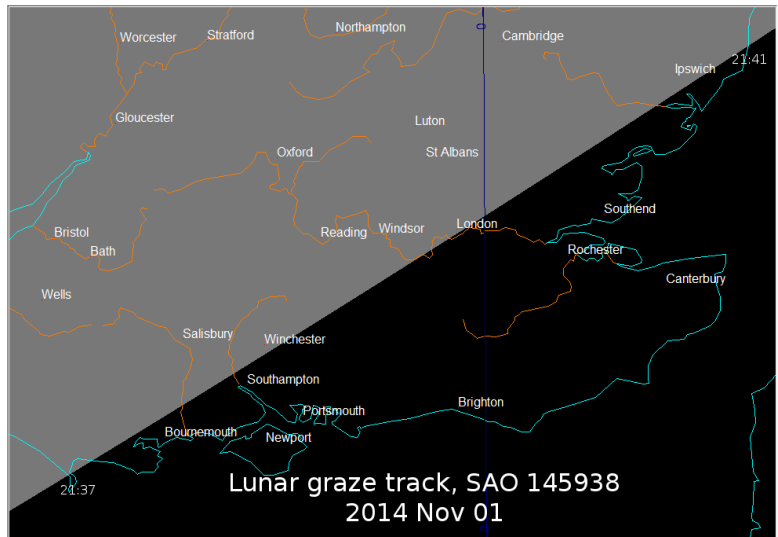 Worcester
Stratford
Northampton
0
Cambridge
21:41
Ipswich
Gloucester
Luton
Oxford
St Albans
Southend
London
Bristol
Reading
Windsor
Bath
Rochester
Canterbury
Wells
Salisbury
Winchester
Southampton
Portsmouth
Brighton
Bournemouth
Newport
21:37
Lunar graze track, SAO 145938
2014 Nov 01
0